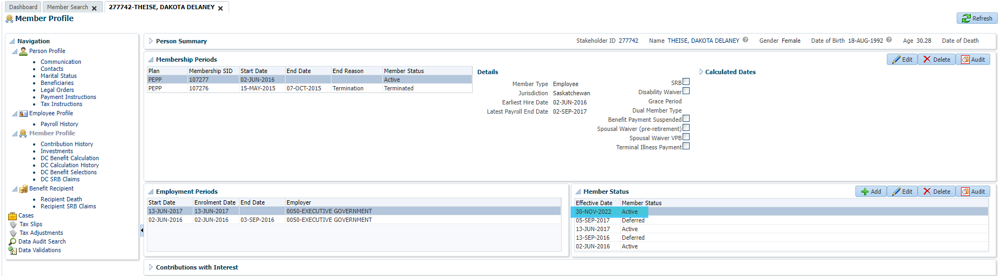 Dashboard Member Search 277742-THEISE, DAKOTA DELANEY
Member Profile
Refresh
Navigation
Person Profile
Communication
Contacts
Marital Status
Beneficiaries
Legal Orders
Payment Instructions
Tax Instructions
Employee Profile
Payroll History
Member Profile
Contribution History
Investments
DC Benefit Calculation
DC Calculation History
DC Benefit Selections
DC SRB Claims
Benefit Recipient
Recipient Death
Recipient SRB Claims
Cases
Tax Slips
Tax Adjustments
Data Audit Search
Data Validations
Person Summary Stakeholder ID 277742 Name THEISE, DAKOTA DELANEY Gender Female Date of Birth 18-AUG-1992 Age 30.28 Date of Death
Membership Periods Edit Delete Audit
Plan Membership SID Start Date End Date End Reason Member Status
PEPP 107277 02-JUN-2016 Active
PEPP 107276 15-MAY-2015 07-OCT-2015 Termination Terminated
Details
Member Type Employee
Jurisdiction Saskatchewan
Earliest Hire Date 02-JUN-2016
Latest Payroll End Date 02-SEP-2017
SRB
Disability Waiver
Grace Period
Dual Member Type
Benefit Payment Suspended
Spousal Waiver (pre-retirement)
Spousal Waiver VPB
Terminal Illness Payment
Calculated Dates
Employment Periods
Start Date Enrolment Date End Date Employer
13-JUN-2017 13-JUN-2017 0050-EXECUTIVE GOVERNMENT
02-JUN-2016 02-JUN-2016 03-SEP-2016 0050-EXECUTIVE GOVERNMENT
Member Status Add Edit Delete Audit
Effective Date Member Status
30-NOV-2022 Active
05-SEP-2017 Deferred
13-JUN-2017 Active
13-SEP-2016 Deferred
02-JUN-2016 Active
Contributions with Interest